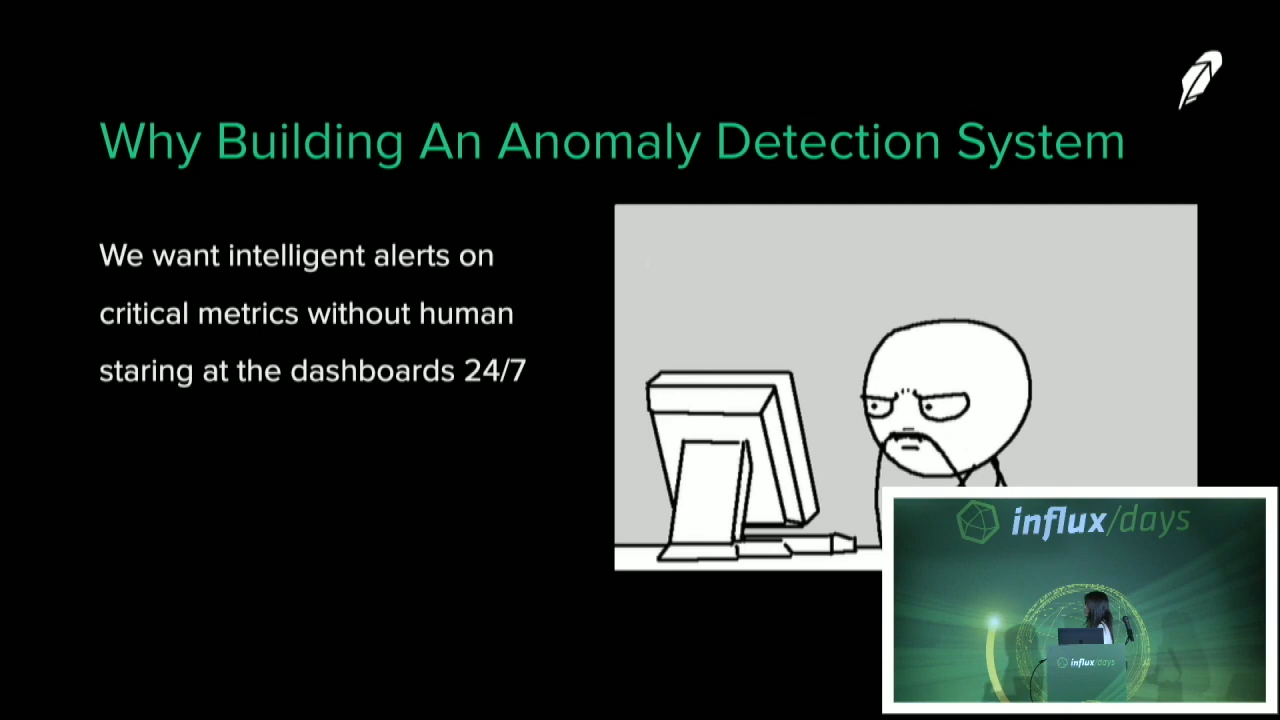 Why Building An Anomaly Detection System
We want intelligent alerts on
critical metrics without human
staring at the dashboards 24/7
influx/days
influx/days